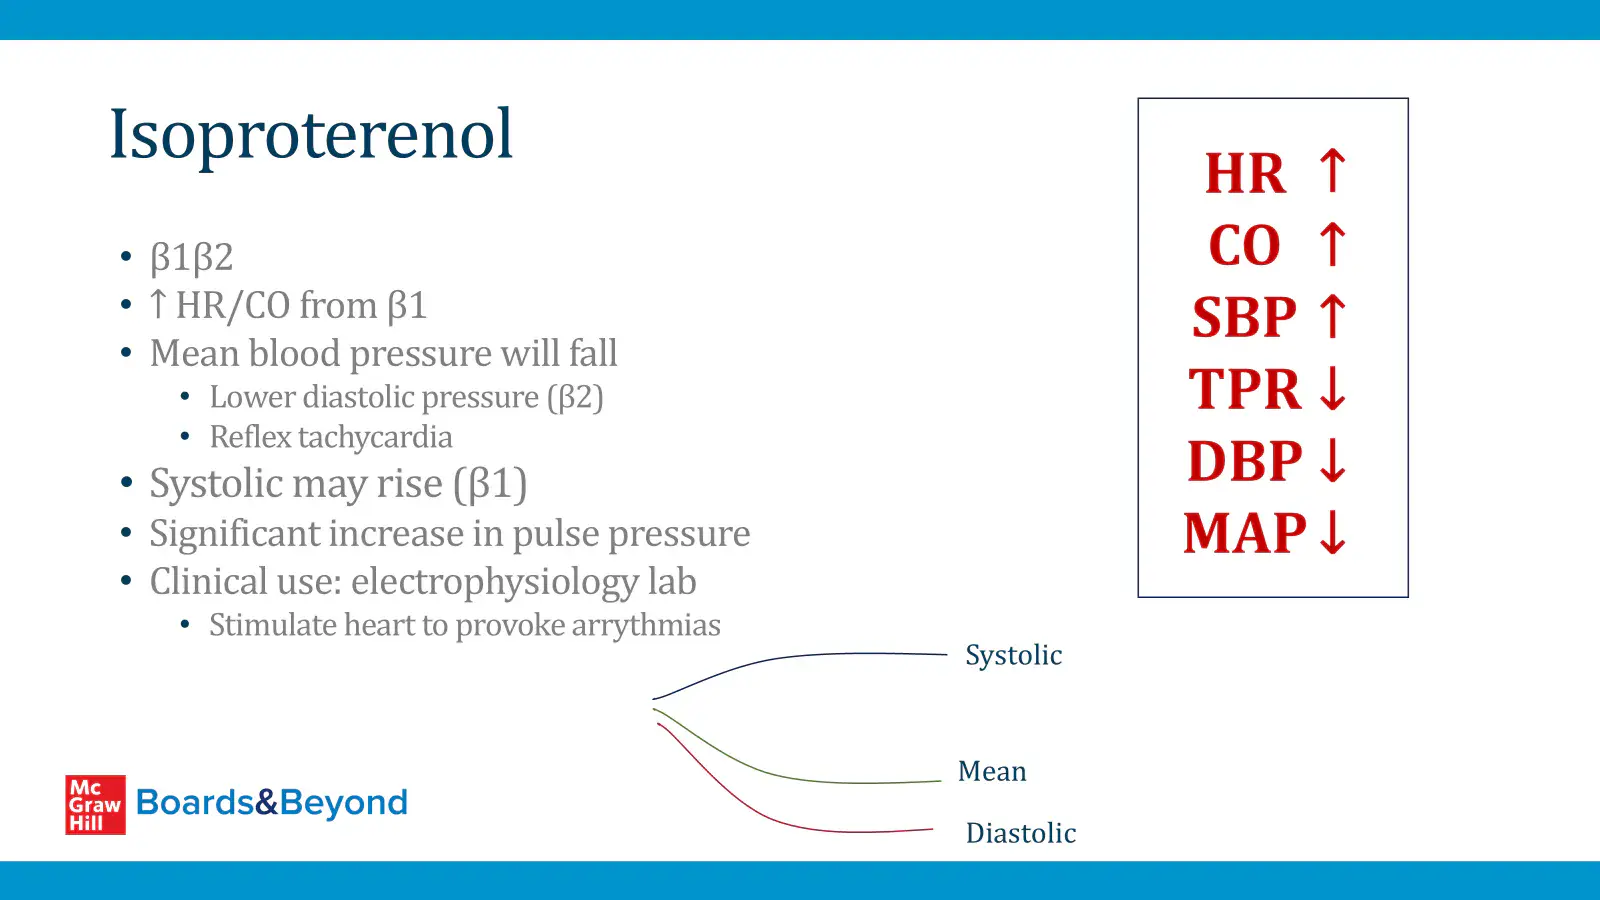 Isoproterenol
• β1β2
• ↑ HR/CO from β1
• Mean blood pressure will fall
• Lower diastolic pressure (β2)
• Reflex tachycardia
• Systolic may rise (β1)
• Significant increase in pulse pressure
• Clinical use: electrophysiology lab
• Stimulate heart to provoke arrythmias
HR ↑
CO ↑
SBP ↑
TPR ↓
DBP ↓
MAP ↓
Systolic
Mean
Diastolic
Mc
Graw
Hill
Boards&Beyond